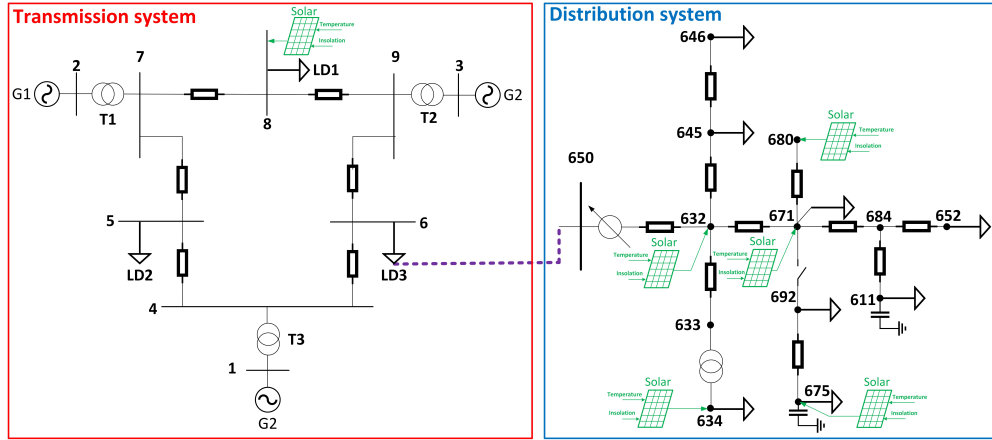 Transmission system
Solar
Temperature
Insolation
7
9
2
3
LD1
G1
G2
T1
8
T2
5
6
LD2
LD3
4
T3
1
G2
Distribution system
646
Solar
645
680
Temperature
Insolation
650
632
671
684
652
Solar
Solar
Temperature
Temperature
Insolation
Insolation
692
611
633
Solar
675
Solar
Temperature
Temperature
Insolation
Insolation
634